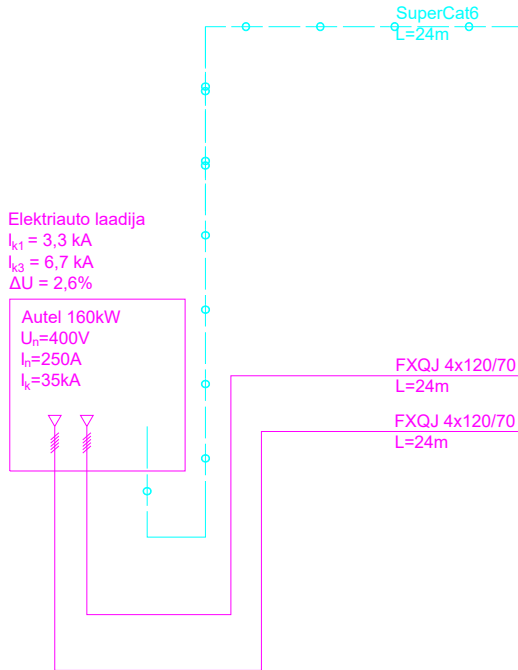 SuperCat6
L=24m
Elektriauto laadija
Ik1 = 3,3 kA
Ik3 = 6,7 kA
ΔU = 2,6%
Autel 160kW
Un=400V
In=250A
Ik=35kA
FXQJ 4x120/70
L=24m
FXQJ 4x120/70
L=24m